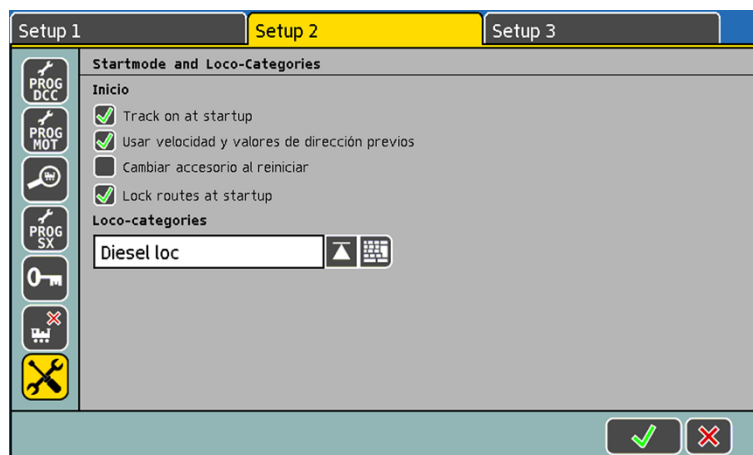 Setup 1
Setup 2
Setup 3
Startmode and Loco-Categories
Inicio
Track on at startup
Usar velocidad y valores de dirección previos
Cambiar accesorio al reiniciar
Lock routes at startup
Loco-categories
Diesel loc
PROG
DCC
PROG
MOT
PROG
SX